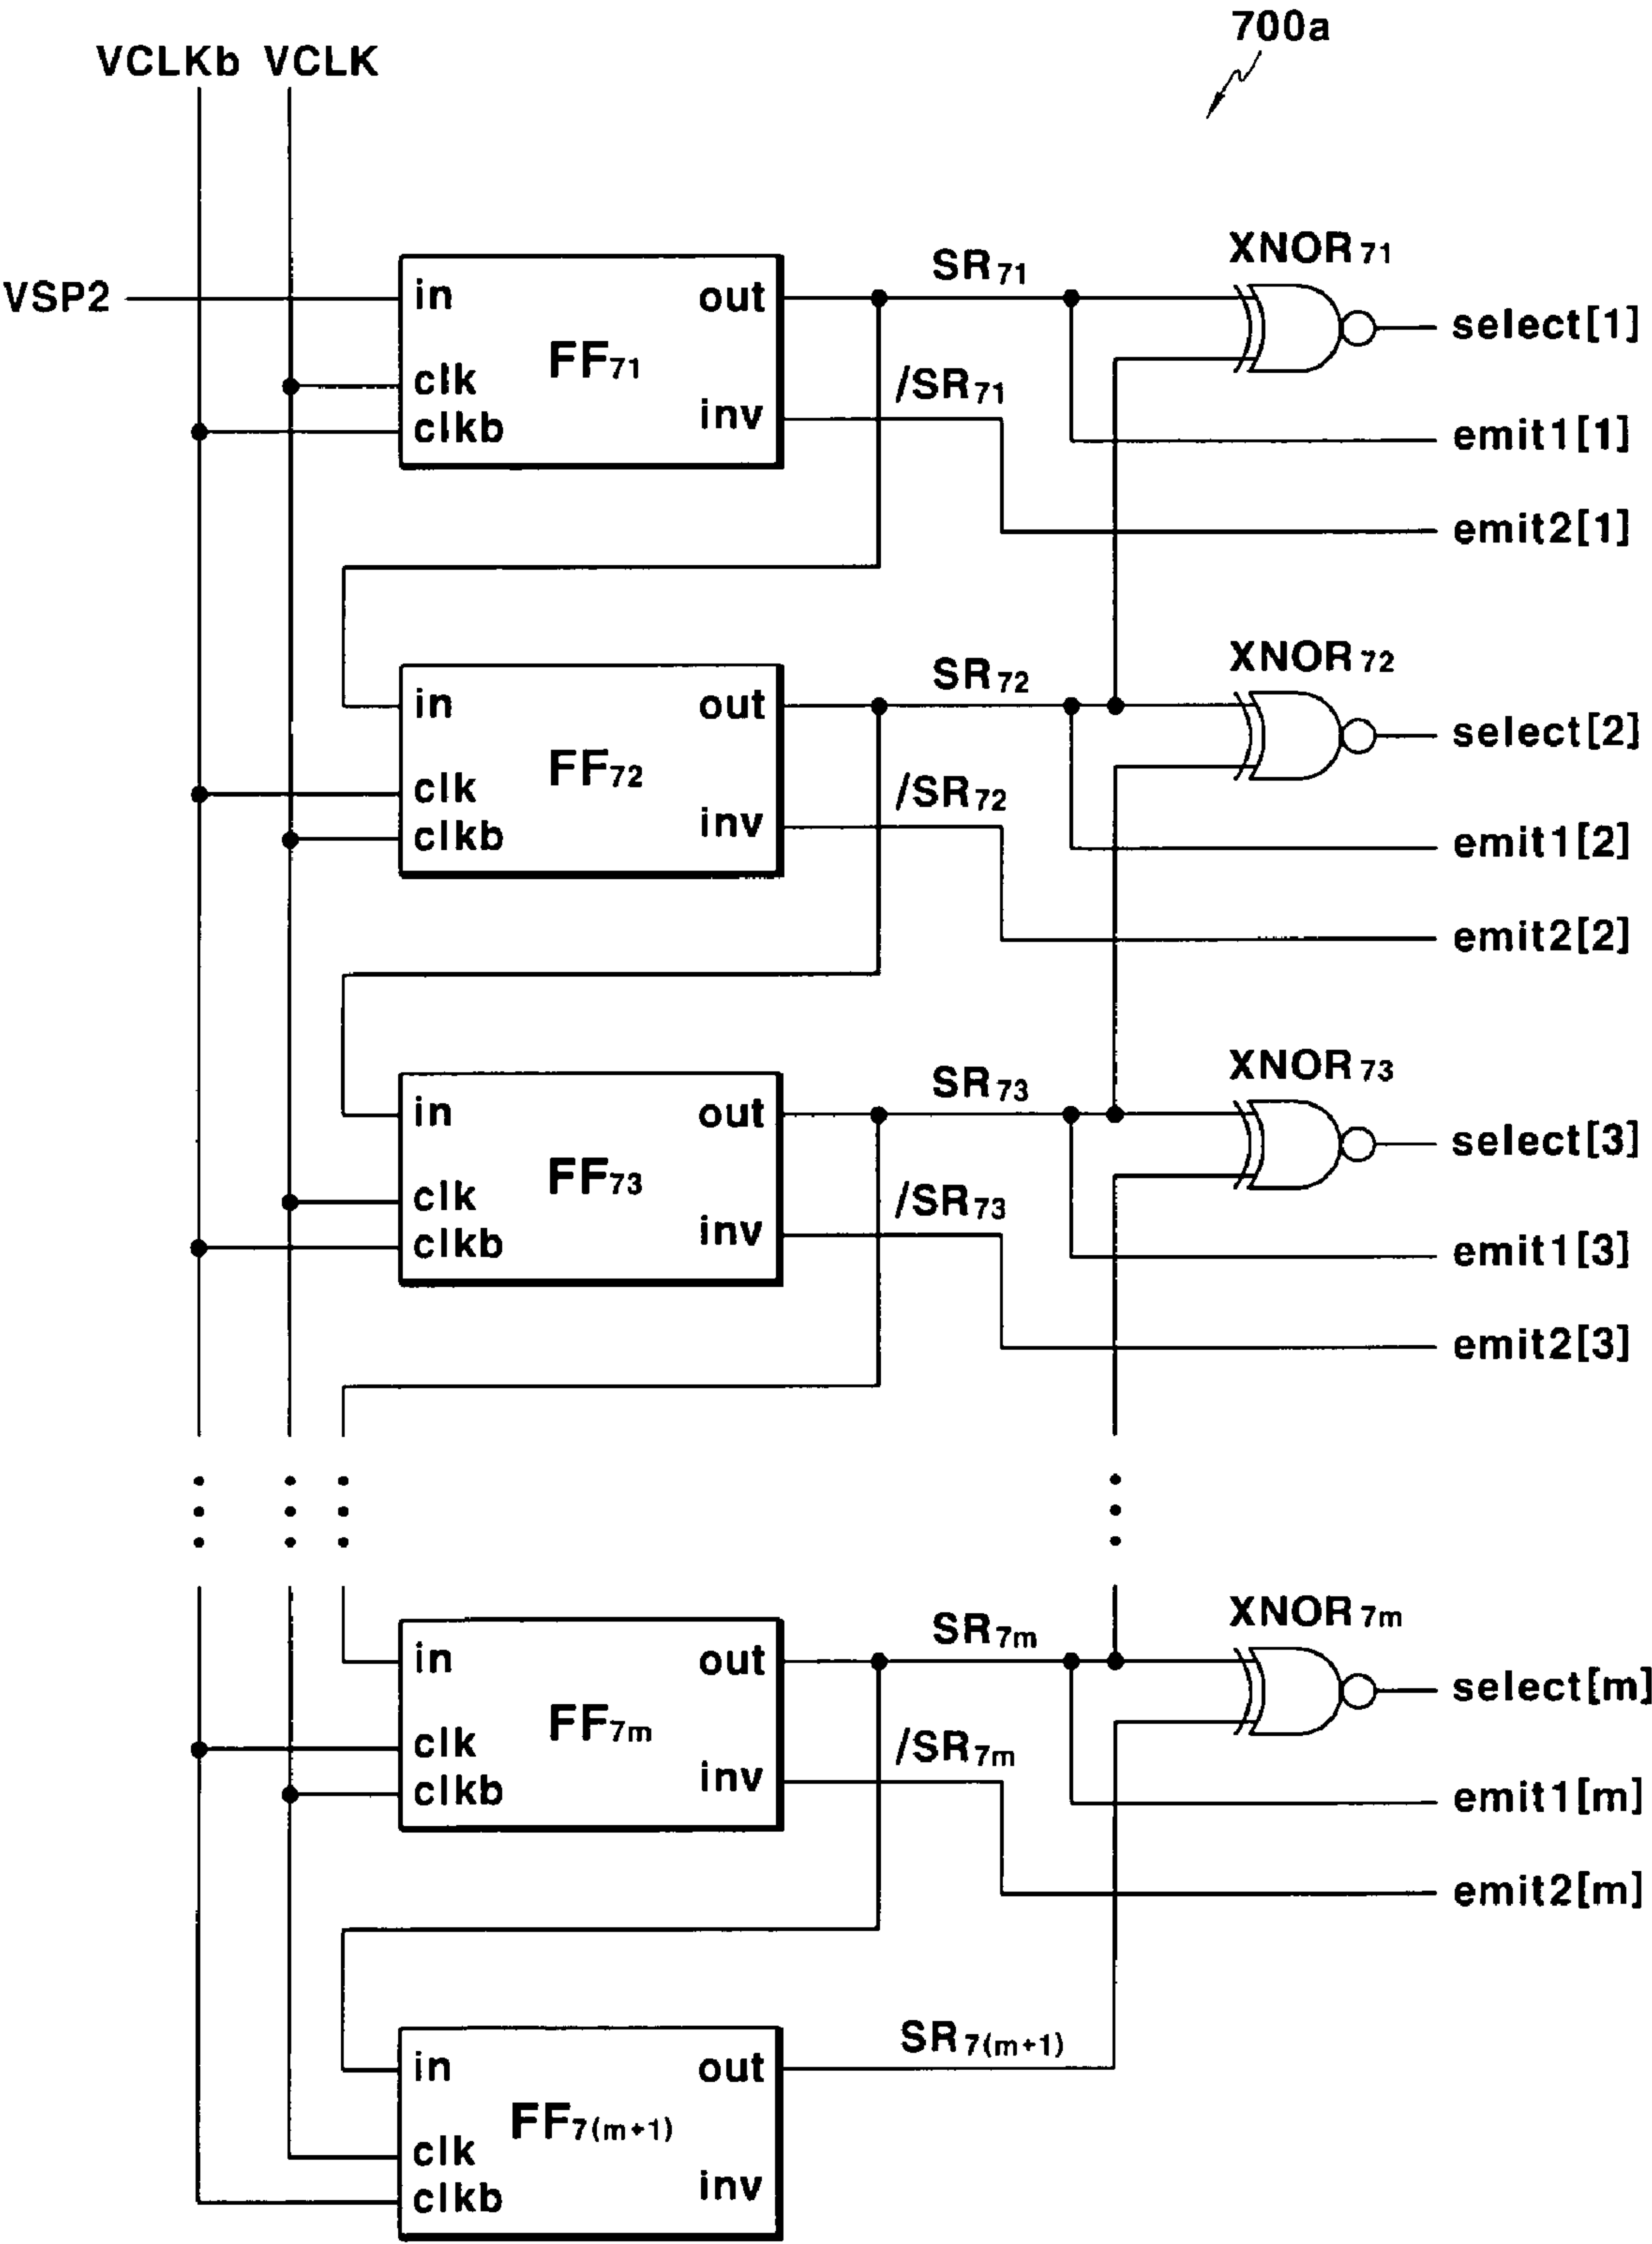 700a
VCLKb VCLK
VSP2
in
out
clk
clkb
inv
FF71
SR71
/SR71
XNOR71
select[1]
emit1[1]
emit2[1]
in
out
clk
clkb
inv
FF72
SR72
/SR72
XNOR72
select[2]
emit1[2]
emit2[2]
in
out
clk
clkb
inv
FF73
SR73
/SR73
XNOR73
select[3]
emit1[3]
emit2[3]
in
out
clk
clkb
inv
FF7m
SR7m
/SR7m
XNOR7m
select[m]
emit1[m]
emit2[m]
in
out
clk
clkb
inv
FF7(m+1)
SR7(m+1)